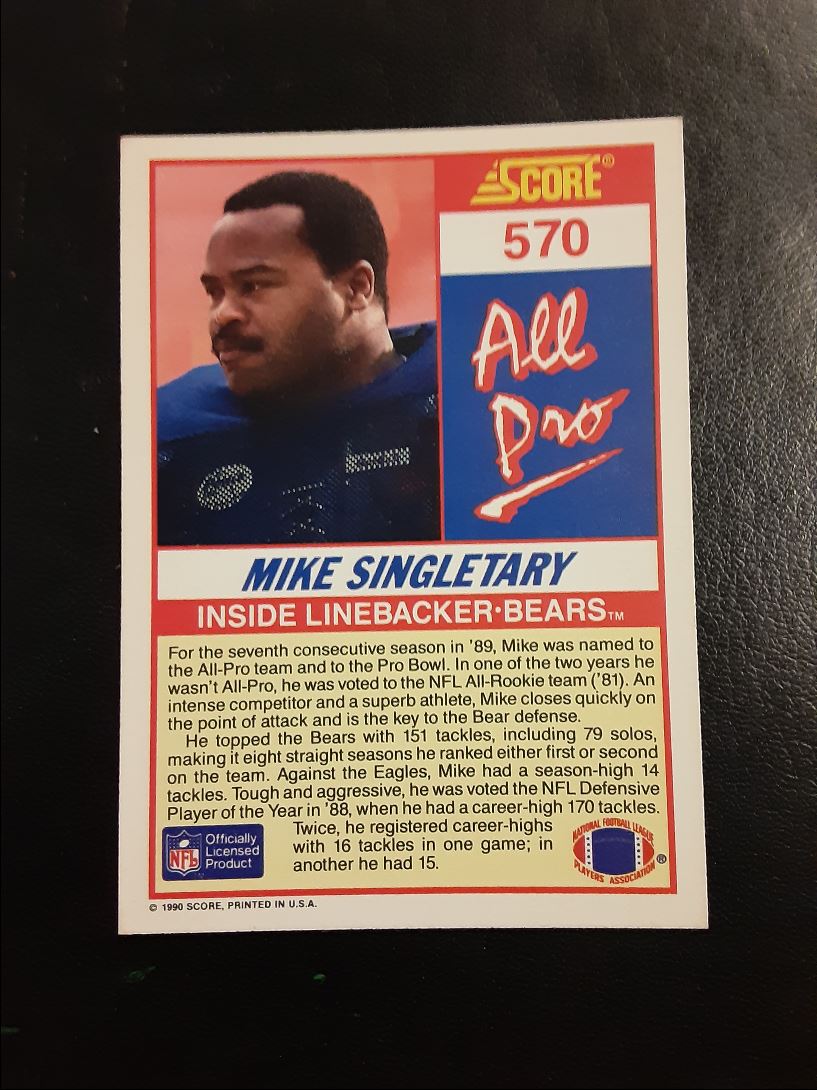 SCORE®
570
All
Pro
MIKE SINGLETARY
INSIDE LINEBACKER•BEARS™
For the seventh consecutive season in '89, Mike was named to
the All-Pro team and to the Pro Bowl. In one of the two years he
wasn't All-Pro, he was voted to the NFL All-Rookie team ('81). An
intense competitor and a superb athlete, Mike closes quickly on
the point of attack and is the key to the Bear defense.
He topped the Bears with 151 tackles, including 79 solos,
making it eight straight seasons he ranked either first or second
on the team. Against the Eagles, Mike had a season-high 14
tackles. Tough and aggressive, he was voted the NFL Defensive
Player of the Year in '88, when he had a career-high 170 tackles.
Twice, he registered career-highs
with 16 tackles in one game; in
another he had 15.
NFL
Officially
Licensed
Product
NATIONAL FOOTBALL LEAGUE
PLAYERS ASSOCIATION ®
© 1990 SCORE, PRINTED IN U.S.A.